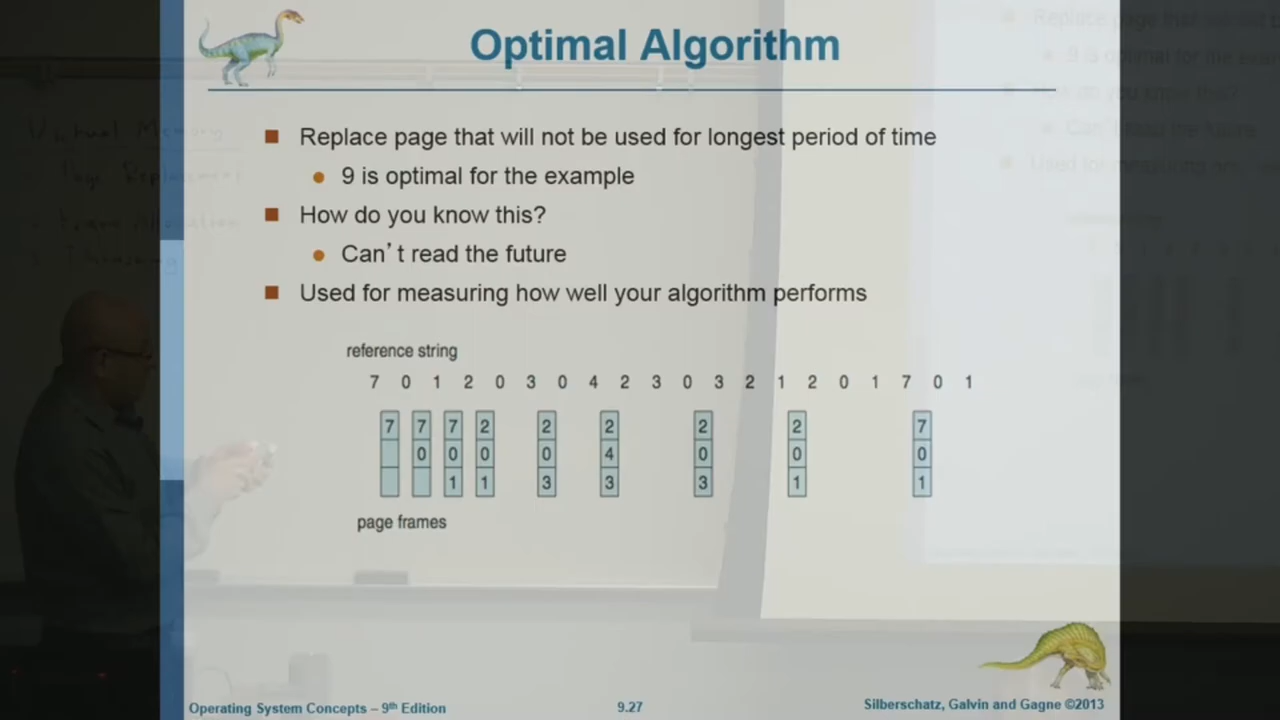 Optimal Algorithm
Replace page that will not be used for longest period of time
9 is optimal for the example
How do you know this?
Can't read the future
Used for measuring how well your algorithm performs
reference string
7 0 1 2 0 3 0 4 2 3 0 3 2 1 2 0 1 7 0 1
7 7 7 2 2 2 2 2 7
0 0 0 0 4 0 0 0
1 1 3 3 3 1 1
page frames
Operating System Concepts – 9th Edition
9.27
Silberschatz, Galvin and Gagne ©2013
Virtual Memory
Page Replacement